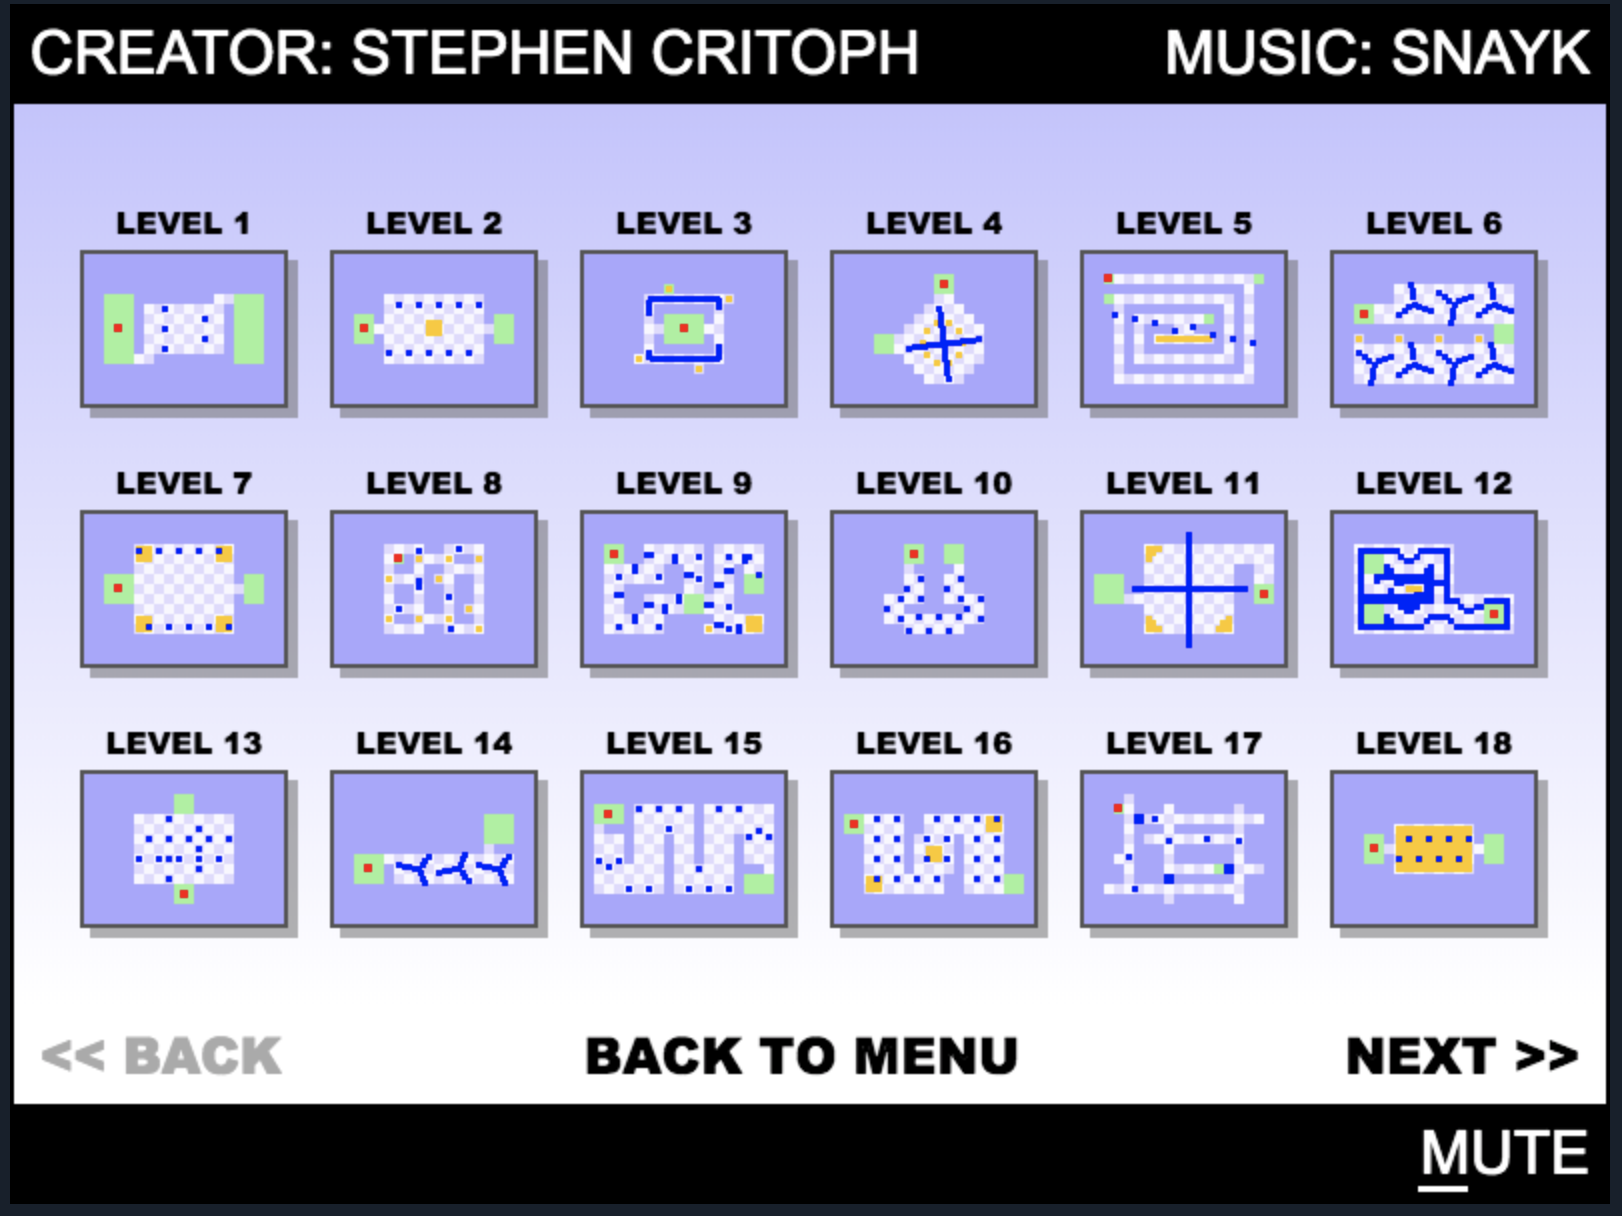 CREATOR: STEPHEN CRITOPH MUSIC: SNAYK
LEVEL 1 LEVEL 2 LEVEL 3 LEVEL 4 LEVEL 5 LEVEL 6
LEVEL 7 LEVEL 8 LEVEL 9 LEVEL 10 LEVEL 11 LEVEL 12
LEVEL 13 LEVEL 14 LEVEL 15 LEVEL 16 LEVEL 17 LEVEL 18
<< BACK BACK TO MENU NEXT >>
MUTE